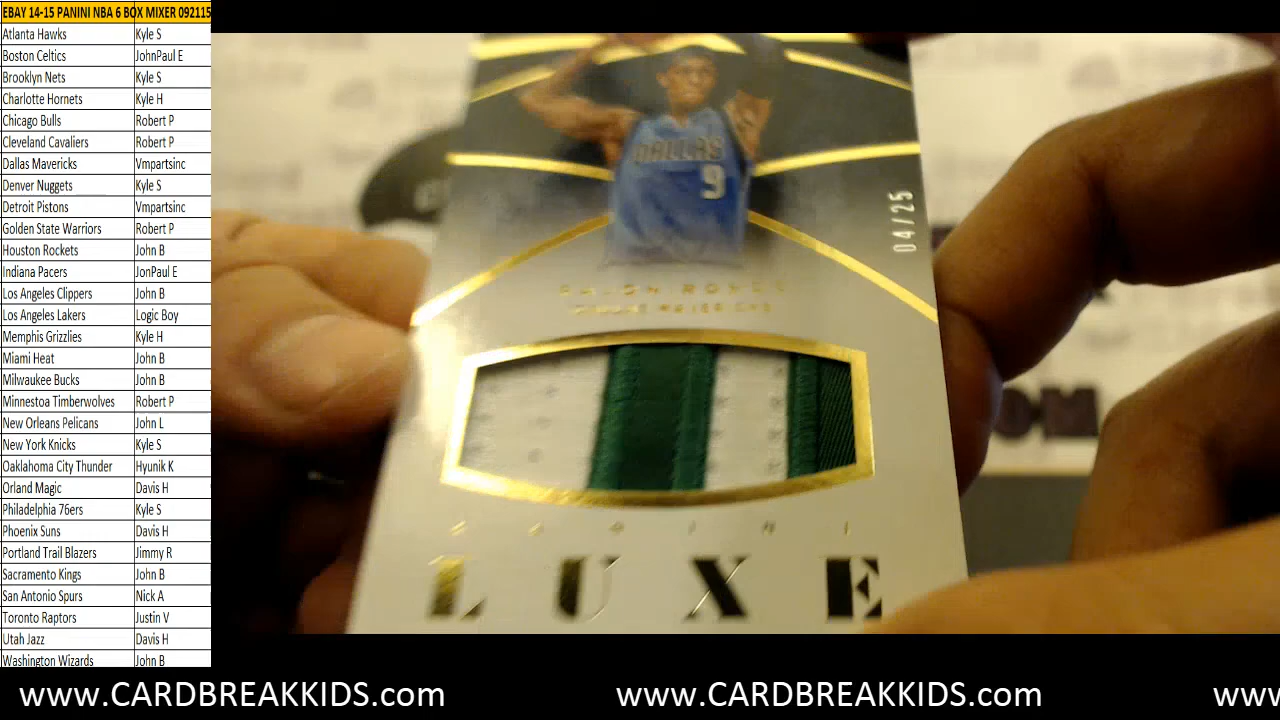 EBAY 14-15 PANINI NBA 6 BOX MIXER 092115
Atlanta Hawks Kyle S
Boston Celtics JohnPaul E
Brooklyn Nets Kyle S
Charlotte Hornets Kyle H
Chicago Bulls Robert P
Cleveland Cavaliers Robert P
Dallas Mavericks Vmpartsinc
Denver Nuggets Kyle S
Detroit Pistons Vmpartsinc
Golden State Warriors Robert P
Houston Rockets John B
Indiana Pacers JonPaul E
Los Angeles Clippers John B
Los Angeles Lakers Logic Boy
Memphis Grizzlies Kyle H
Miami Heat John B
Milwaukee Bucks John B
Minnestoa Timberwolves Robert P
New Orleans Pelicans John L
New York Knicks Kyle S
Oaklahoma City Thunder Hyunik K
Orland Magic Davis H
Philadelphia 76ers Kyle S
Phoenix Suns Davis H
Portland Trail Blazers Jimmy R
Sacramento Kings John B
San Antonio Spurs Nick A
Toronto Raptors Justin V
Utah Jazz Davis H
Washington Wizards John B
DALLAS
9
04/25
PANINI
LUXE
www.CARDBREAKKIDS.com www.CARDBREAKKIDS.com ww